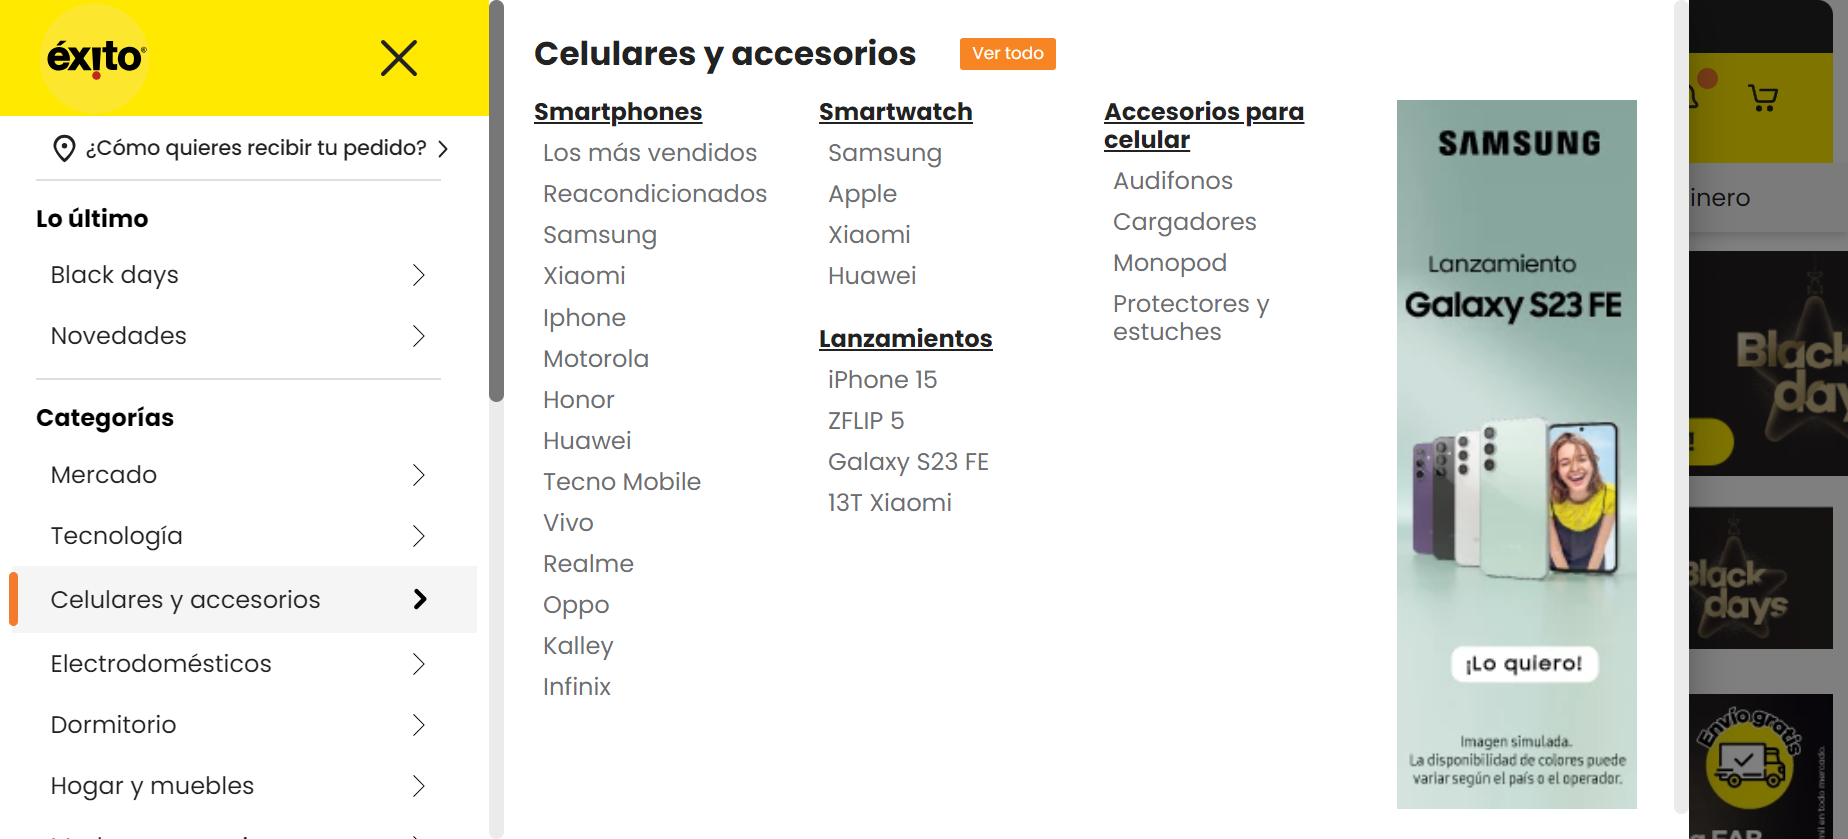 éxito
¿Cómo quieres recibir tu pedido?
Lo último
Black days
Novedades
Categorías
Mercado
Tecnología
Celulares y accesorios
Electrodomésticos
Dormitorio
Hogar y muebles
Celulares y accesorios
Ver todo
Smartphones
Los más vendidos
Reacondicionados
Samsung
Xiaomi
Iphone
Motorola
Honor
Huawei
Tecno Mobile
Vivo
Realme
Oppo
Kalley
Infinix
Smartwatch
Samsung
Apple
Xiaomi
Huawei
Lanzamientos
iPhone 15
ZFLIP 5
Galaxy S23 FE
13T Xiaomi
Accesorios para
celular
Audifonos
Cargadores
Monopod
Protectores y
estuches
SAMSUNG
Lanzamiento
Galaxy S23 FE
¡Lo quiero!
Imagen simulada.
La disponibilidad de colores puede
variar según el país o el operador.
inero
Black
day
Black
days
Envío gratis